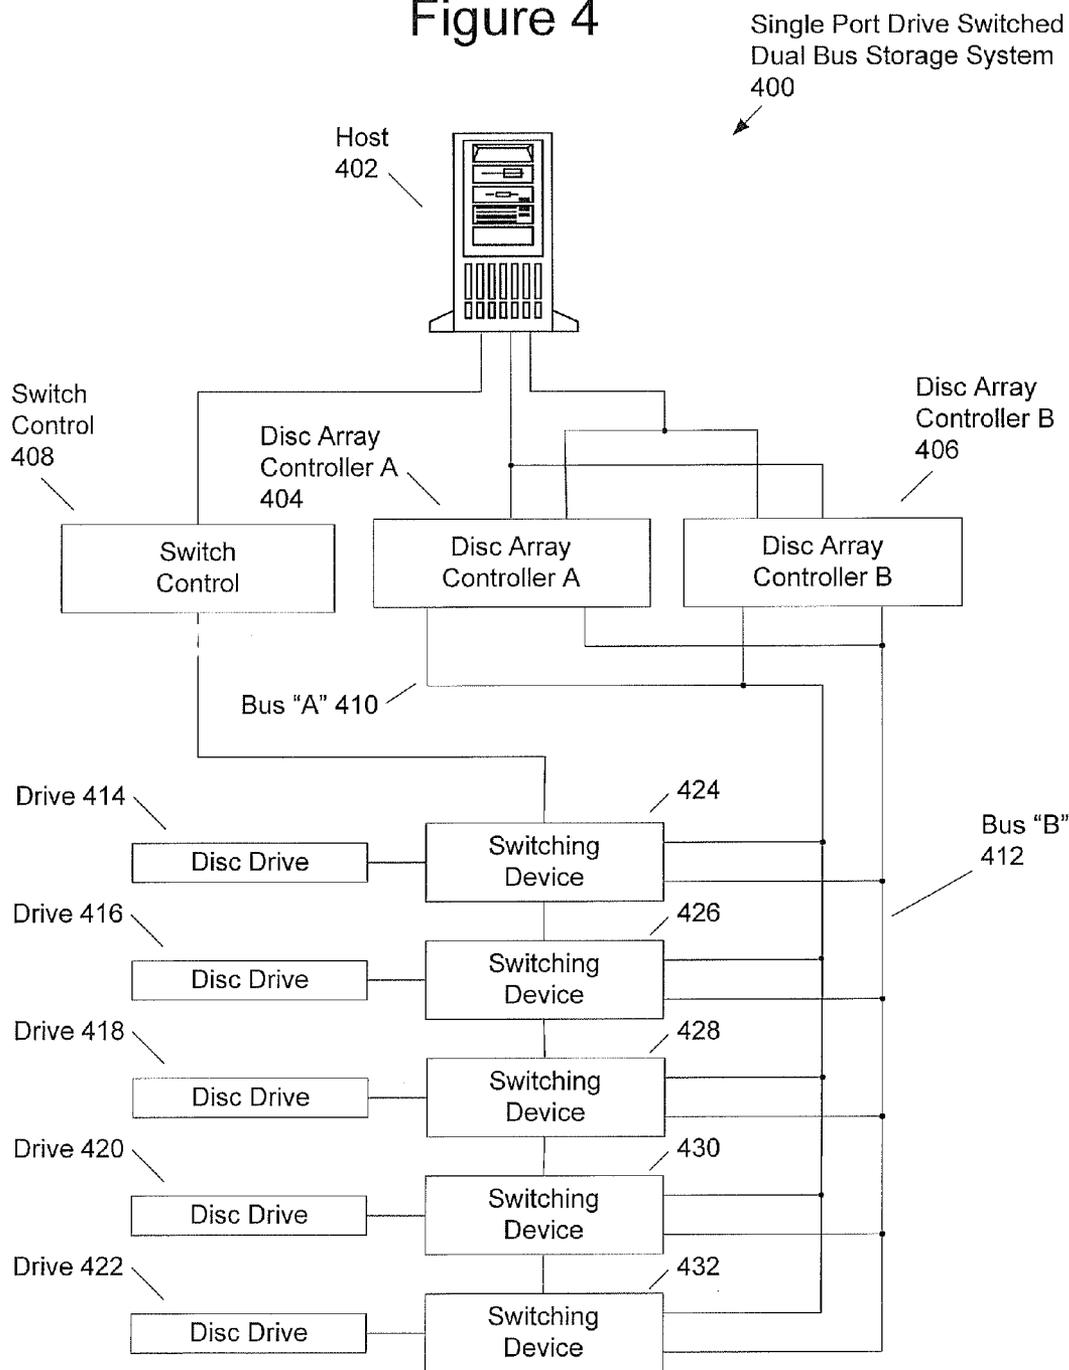 Figure 4
Single Port Drive Switched
Dual Bus Storage System
400
Host
402
Switch
Control
408
Disc Array
Controller A
404
Disc Array
Controller B
406
Switch
Control
Disc Array
Controller A
Disc Array
Controller B
Bus “A” 410
Drive 414
424
Disc Drive
Switching
Device
Bus “B”
412
Drive 416
426
Disc Drive
Switching
Device
Drive 418
428
Disc Drive
Switching
Device
Drive 420
430
Disc Drive
Switching
Device
Drive 422
432
Disc Drive
Switching
Device